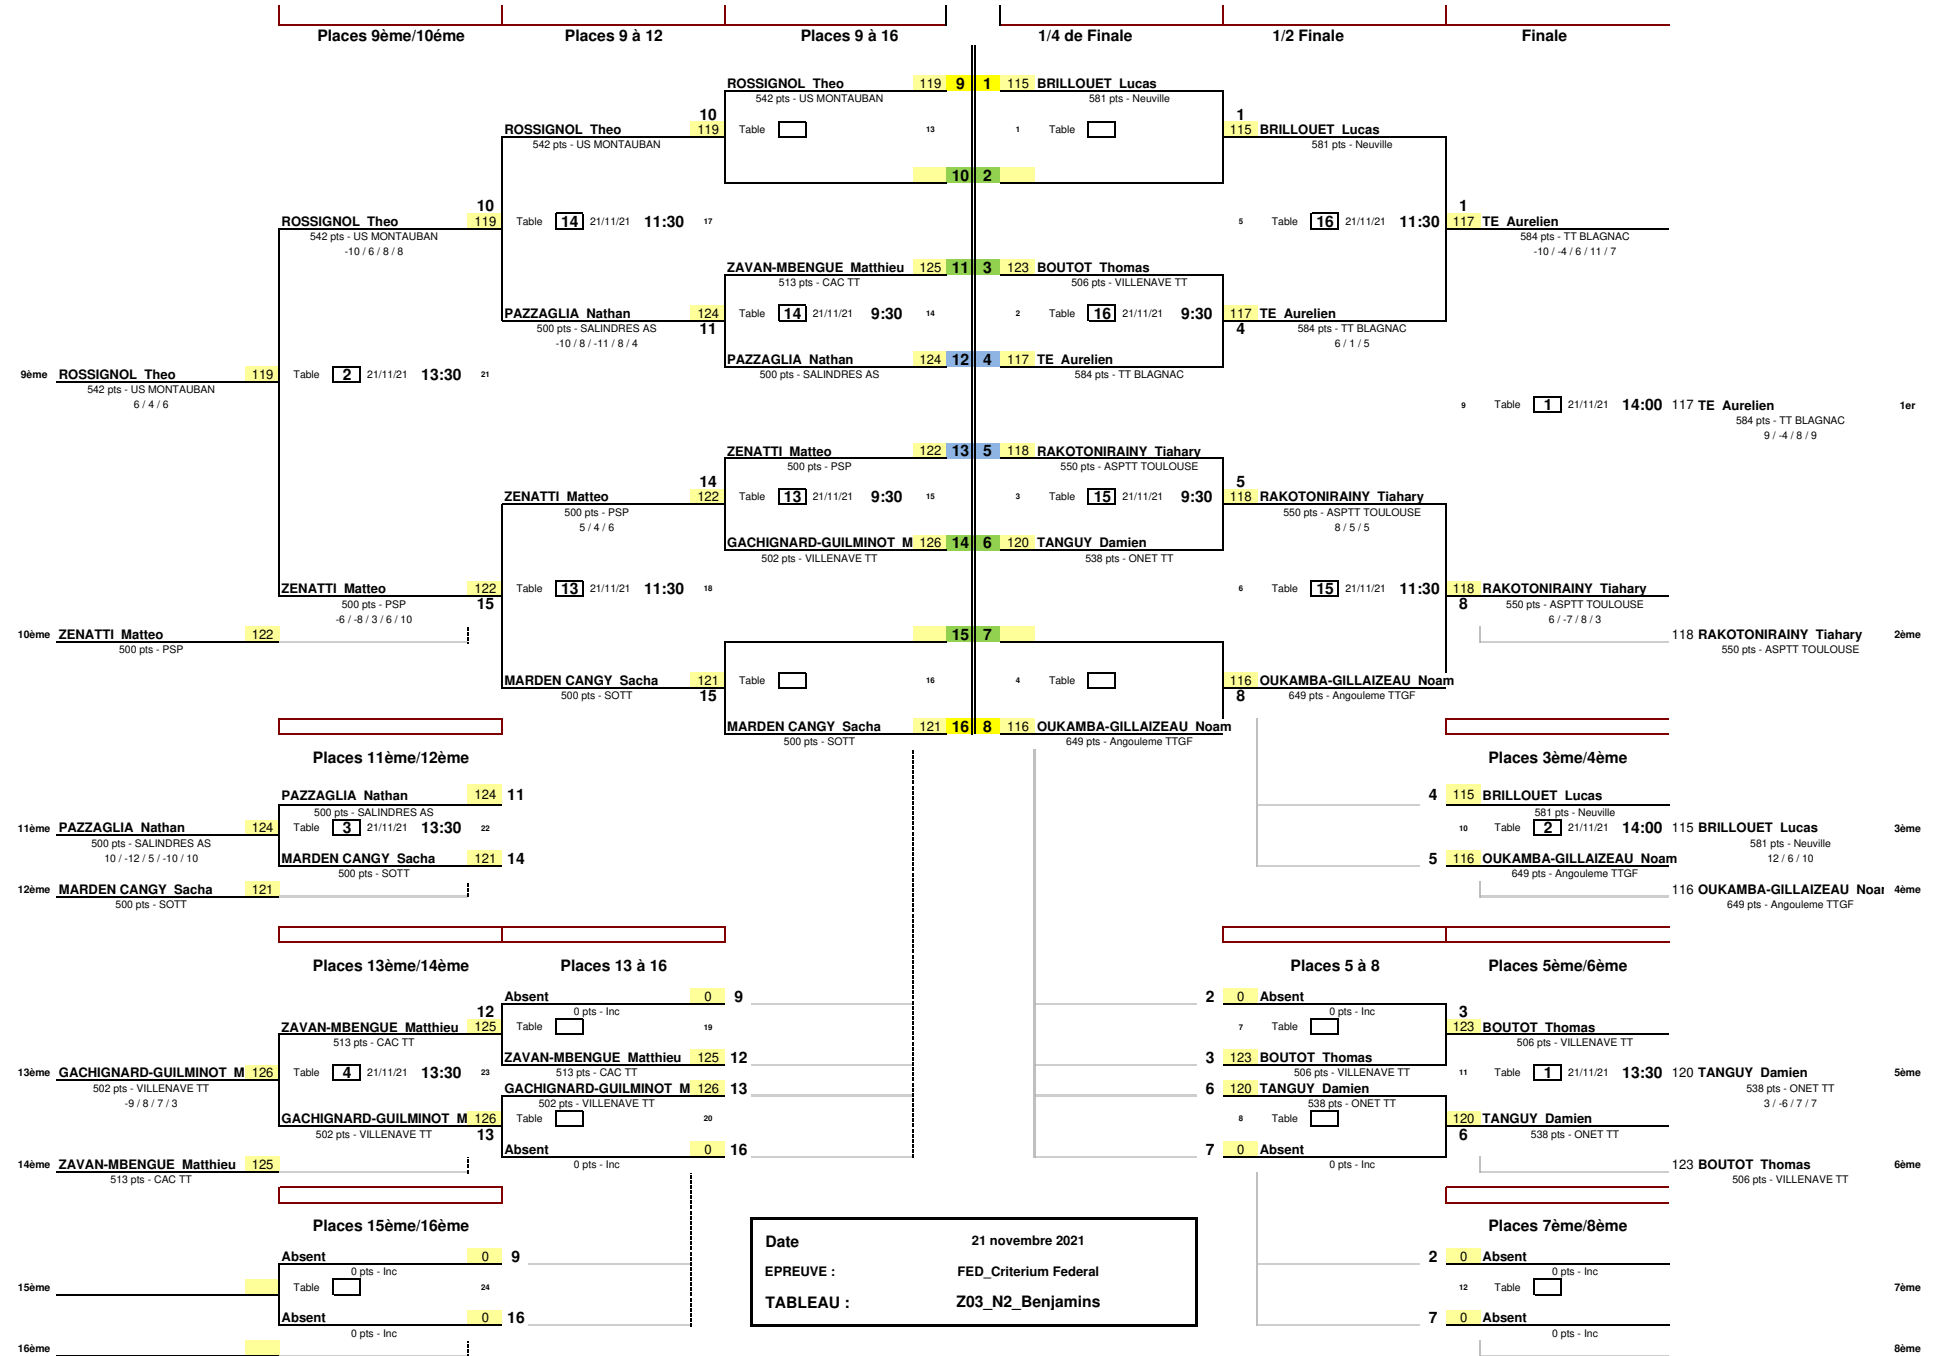 Places 9ème/10éme Places 9 à 12 Places 9 à 16 1/4 de Finale 1/2 Finale Finale
ROSSIGNOL Theo 119 9 1 115 BRILLOUET Lucas
542 pts - US MONTAUBAN 581 pts - Neuville
10 1
ROSSIGNOL Theo 119 Table 13 1 Table 115 BRILLOUET Lucas
542 pts - US MONTAUBAN 581 pts - Neuville
10 2
10 1
ROSSIGNOL Theo 119 Table 14 21/11/21 11:30 17 5 Table 16 21/11/21 11:30 117 TE Aurelien
542 pts - US MONTAUBAN 584 pts - TT BLAGNAC
-10 / 6 / 8 / 8 -10 / -4 / 6 / 11 / 7
ZAVAN-MBENGUE Matthieu 125 11 3 123 BOUTOT Thomas
513 pts - CAC TT 506 pts - VILLENAVE TT
PAZZAGLIA Nathan 124 Table 14 21/11/21 9:30 14 2 Table 16 21/11/21 9:30 117 TE Aurelien
500 pts - SALINDRES AS 11 4 584 pts - TT BLAGNAC
-10 / 8 / -11 / 8 / 4 6 / 1 / 5
PAZZAGLIA Nathan 124 12 4 117 TE Aurelien
9ème ROSSIGNOL Theo 119 Table 2 21/11/21 13:30 21 500 pts - SALINDRES AS 584 pts - TT BLAGNAC
542 pts - US MONTAUBAN
6 / 4 / 6 9 Table 1 21/11/21 14:00 117 TE Aurelien 1er
584 pts - TT BLAGNAC
9 / -4 / 8 / 9
ZENATTI Matteo 122 13 5 118 RAKOTONIRAINY Tiahary
500 pts - PSP 550 pts - ASPTT TOULOUSE
14 5
ZENATTI Matteo 122 Table 13 21/11/21 9:30 15 3 Table 15 21/11/21 9:30 118 RAKOTONIRAINY Tiahary
500 pts - PSP 550 pts - ASPTT TOULOUSE
5 / 4 / 6 8 / 5 / 5
GACHIGNARD-GUILMINOT M 126 14 6 120 TANGUY Damien
502 pts - VILLENAVE TT 538 pts - ONET TT
ZENATTI Matteo 122 Table 13 21/11/21 11:30 18 6 Table 15 21/11/21 11:30 118 RAKOTONIRAINY Tiahary
500 pts - PSP 15 8 550 pts - ASPTT TOULOUSE
-6 / -8 / 3 / 6 / 10 6 / -7 / 8 / 3
10ème ZENATTI Matteo 122 15 7 118 RAKOTONIRAINY Tiahary 2ème
500 pts - PSP 550 pts - ASPTT TOULOUSE
MARDEN CANGY Sacha 121 Table 16 4 Table 116 OUKAMBA-GILLAIZEAU Noam
500 pts - SOTT 15 8 649 pts - Angouleme TTGF
MARDEN CANGY Sacha 121 16 8 116 OUKAMBA-GILLAIZEAU Noam
500 pts - SOTT 649 pts - Angouleme TTGF
Places 11ème/12ème Places 3ème/4ème
PAZZAGLIA Nathan 124 11 4 115 BRILLOUET Lucas
500 pts - SALINDRES AS 581 pts - Neuville
11ème PAZZAGLIA Nathan 124 Table 3 21/11/21 13:30 22 10 Table 2 21/11/21 14:00 115 BRILLOUET Lucas 3ème
500 pts - SALINDRES AS 581 pts - Neuville
10 / -12 / 5 / -10 / 10 MARDEN CANGY Sacha 121 14 5 116 OUKAMBA-GILLAIZEAU Noam 12 / 6 / 10
500 pts - SOTT 649 pts - Angouleme TTGF
12ème MARDEN CANGY Sacha 121 116 OUKAMBA-GILLAIZEAU Noar 4ème
500 pts - SOTT 649 pts - Angouleme TTGF
Places 13ème/14ème Places 13 à 16 Places 5 à 8 Places 5ème/6ème
Absent 0 9 2 0 Absent
12 0 pts - Inc 0 pts - Inc 3
ZAVAN-MBENGUE Matthieu 125 Table 19 7 Table 123 BOUTOT Thomas
513 pts - CAC TT 506 pts - VILLENAVE TT
ZAVAN-MBENGUE Matthieu 125 12 3 123 BOUTOT Thomas
13ème GACHIGNARD-GUILMINOT M 126 Table 4 21/11/21 13:30 23 513 pts - CAC TT 506 pts - VILLENAVE TT 11 Table 1 21/11/21 13:30 120 TANGUY Damien 5ème
502 pts - VILLENAVE TT GACHIGNARD-GUILMINOT M 126 13 6 120 TANGUY Damien 538 pts - ONET TT
-9 / 8 / 7 / 3 502 pts - VILLENAVE TT 538 pts - ONET TT 3 / -6 / 7 / 7
GACHIGNARD-GUILMINOT M 126 Table 20 8 Table 120 TANGUY Damien
502 pts - VILLENAVE TT 13 6 538 pts - ONET TT
Absent 0 16 7 0 Absent
14ème ZAVAN-MBENGUE Matthieu 125 0 pts - Inc 0 pts - Inc 123 BOUTOT Thomas 6ème
513 pts - CAC TT 506 pts - VILLENAVE TT
Places 15ème/16ème Places 7ème/8ème
Date 21 novembre 2021
Absent 0 9 2 0 Absent
0 pts - Inc EPREUVE : FED_Criterium Federal 0 pts - Inc
15ème Table 24 12 Table 7ème
TABLEAU : Z03_N2_Benjamins
Absent 0 16 7 0 Absent
0 pts - Inc 0 pts - Inc
16ème 8ème